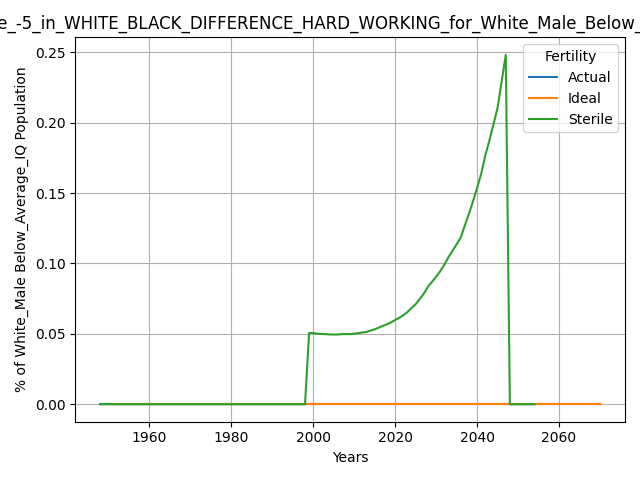 e_-5_in_WHITE_BLACK_DIFFERENCE_HARD_WORKING_for_White_Male_Below_
Fertility
Actual
Ideal
Sterile
% of White_Male Below_Average_IQ Population
0.25
0.20
0.15
0.10
0.05
0.00
1960 1980 2000 2020 2040 2060
Years